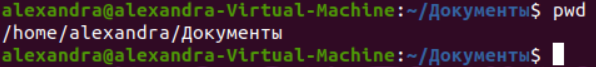 alexandra@alexandra-Virtual-Machine:~/Документы$ pwd
/home/alexandra/Документы
alexandra@alexandra-Virtual-Machine:~/Документы$